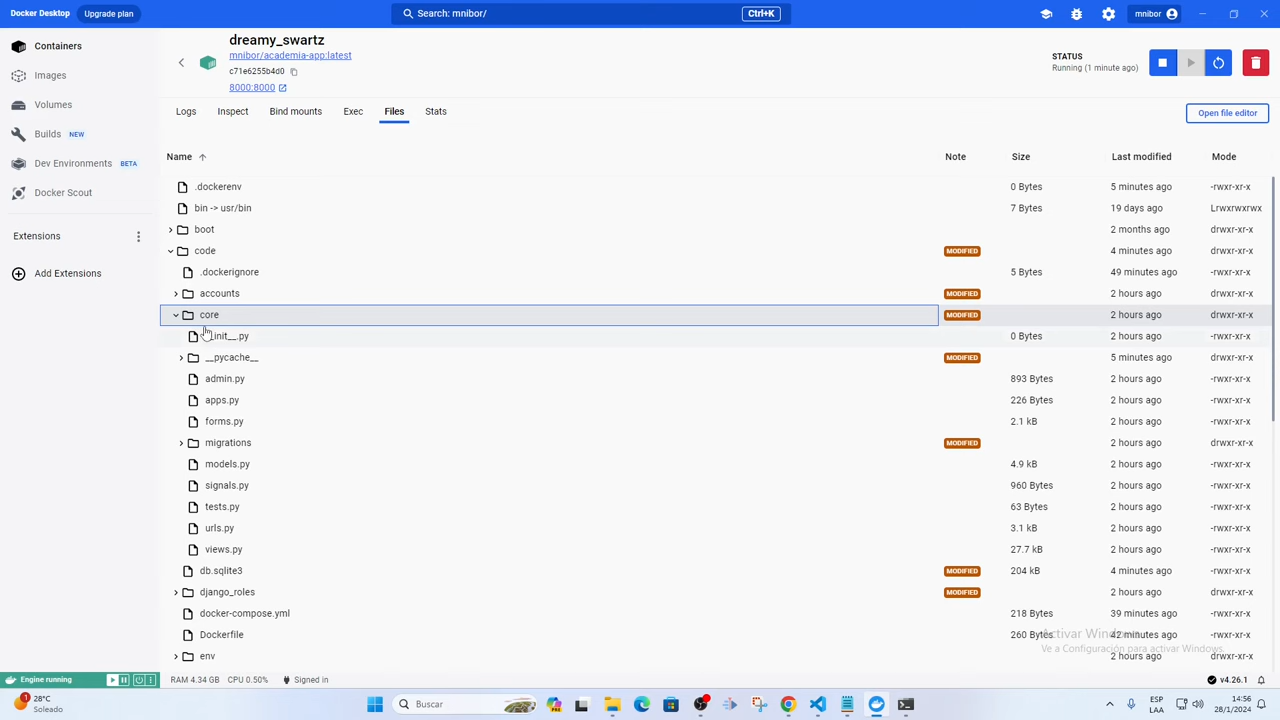 Docker Desktop Upgrade plan Search: mnibor/ Ctrl+K mnibor
Containers
Images
Volumes
Builds NEW
Dev Environments BETA
Docker Scout
Extensions
Add Extensions
dreamy_swartz
mnibor/academia-app:latest
c71e6255b4d0
8000:8000
STATUS
Running (1 minute ago)
Logs Inspect Bind mounts Exec Files Stats Open file editor
Name Note Size Last modified Mode
.dockerenv 0 Bytes 5 minutes ago -rwxr-xr-x
bin -> usr/bin 7 Bytes 19 days ago Lrwxrwxrwx
boot 2 months ago drwxr-xr-x
code MODIFIED 4 minutes ago drwxr-xr-x
.dockerignore 5 Bytes 49 minutes ago -rwxr-xr-x
accounts MODIFIED 2 hours ago drwxr-xr-x
core MODIFIED 2 hours ago drwxr-xr-x
__init__.py 0 Bytes 2 hours ago -rwxr-xr-x
__pycache__ MODIFIED 5 minutes ago drwxr-xr-x
admin.py 893 Bytes 2 hours ago -rwxr-xr-x
apps.py 226 Bytes 2 hours ago -rwxr-xr-x
forms.py 2.1 kB 2 hours ago -rwxr-xr-x
migrations MODIFIED 2 hours ago drwxr-xr-x
models.py 4.9 kB 2 hours ago -rwxr-xr-x
signals.py 960 Bytes 2 hours ago -rwxr-xr-x
tests.py 63 Bytes 2 hours ago -rwxr-xr-x
urls.py 3.1 kB 2 hours ago -rwxr-xr-x
views.py 27.7 kB 2 hours ago -rwxr-xr-x
db.sqlite3 MODIFIED 204 kB 4 minutes ago -rwxr-xr-x
django_roles MODIFIED 2 hours ago drwxr-xr-x
docker-compose.yml 218 Bytes 39 minutes ago -rwxr-xr-x
Dockerfile 260 Bytes 42 minutes ago -rwxr-xr-x
env 2 hours ago drwxr-xr-x
Activar Windows
Ve a Configuración para activar Windows.
Engine running RAM 4.34 GB CPU 0.50% Signed in v4.26.1
28°C
Soleado
Buscar
ESP
LAA
14:56
28/1/2024